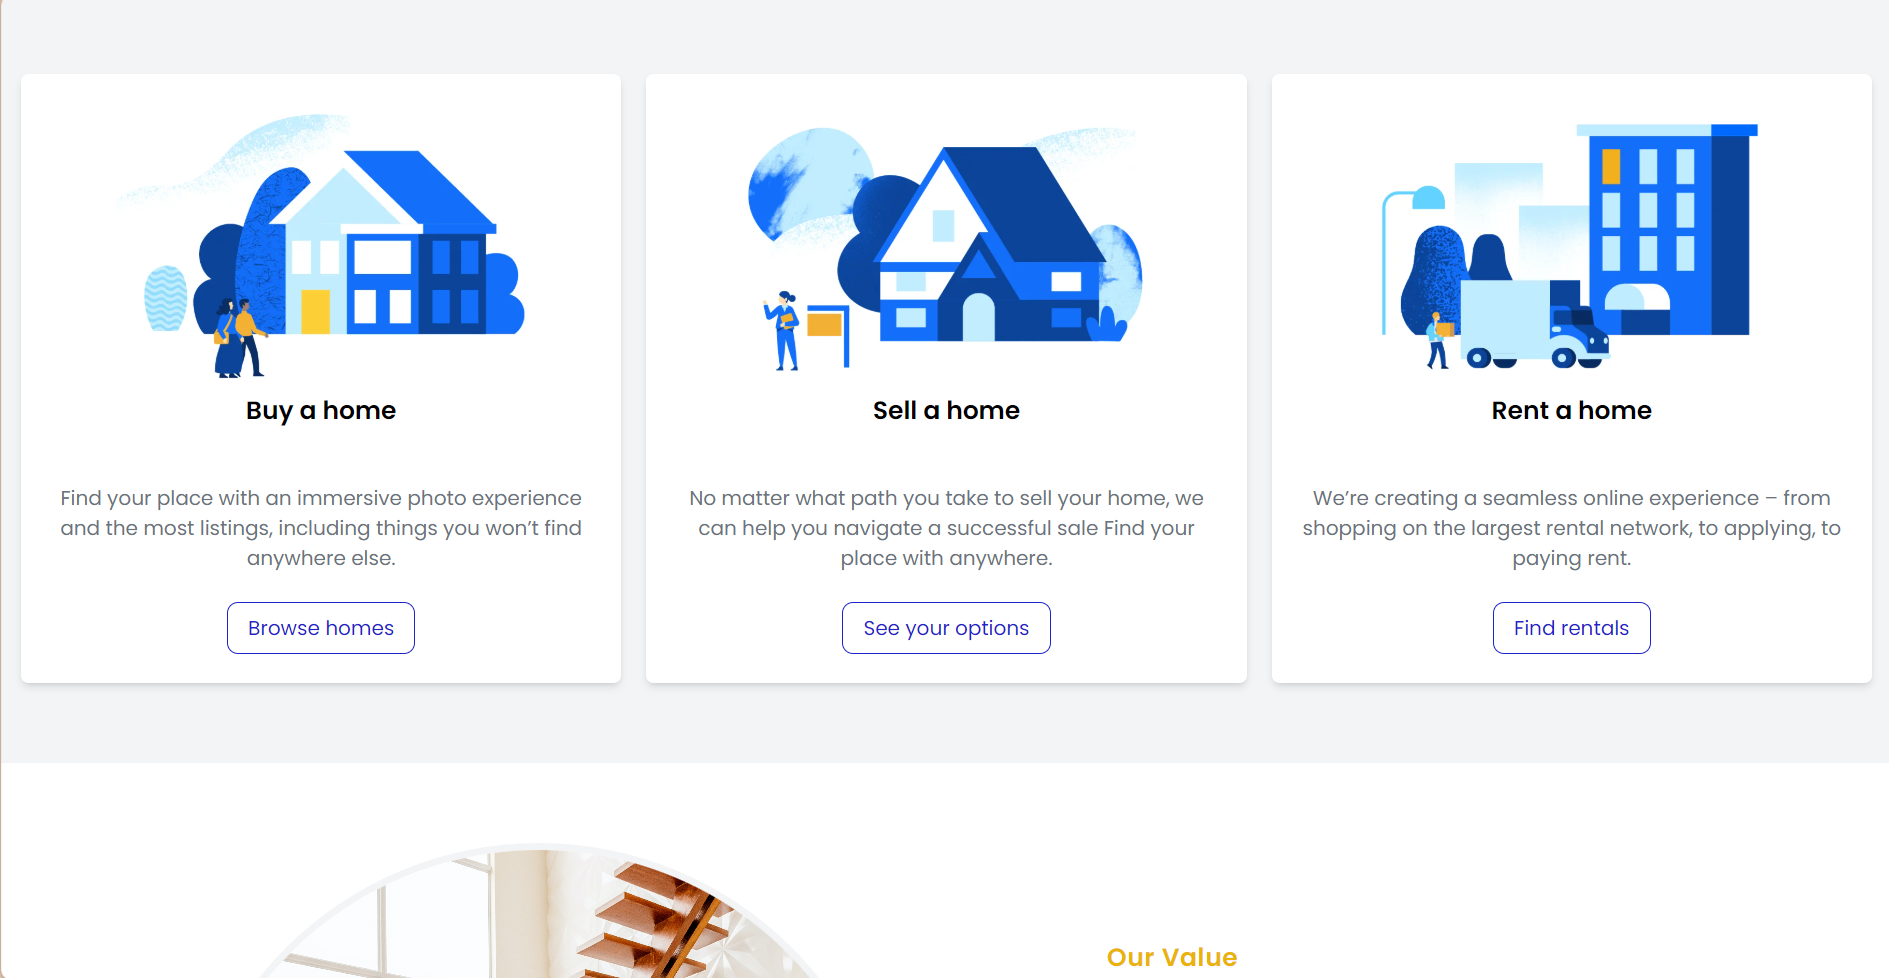 Buy a home
Find your place with an immersive photo experience
and the most listings, including things you won’t find
anywhere else.
Browse homes
Sell a home
No matter what path you take to sell your home, we
can help you navigate a successful sale Find your
place with anywhere.
See your options
Rent a home
We’re creating a seamless online experience – from
shopping on the largest rental network, to applying, to
paying rent.
Find rentals
Our Value